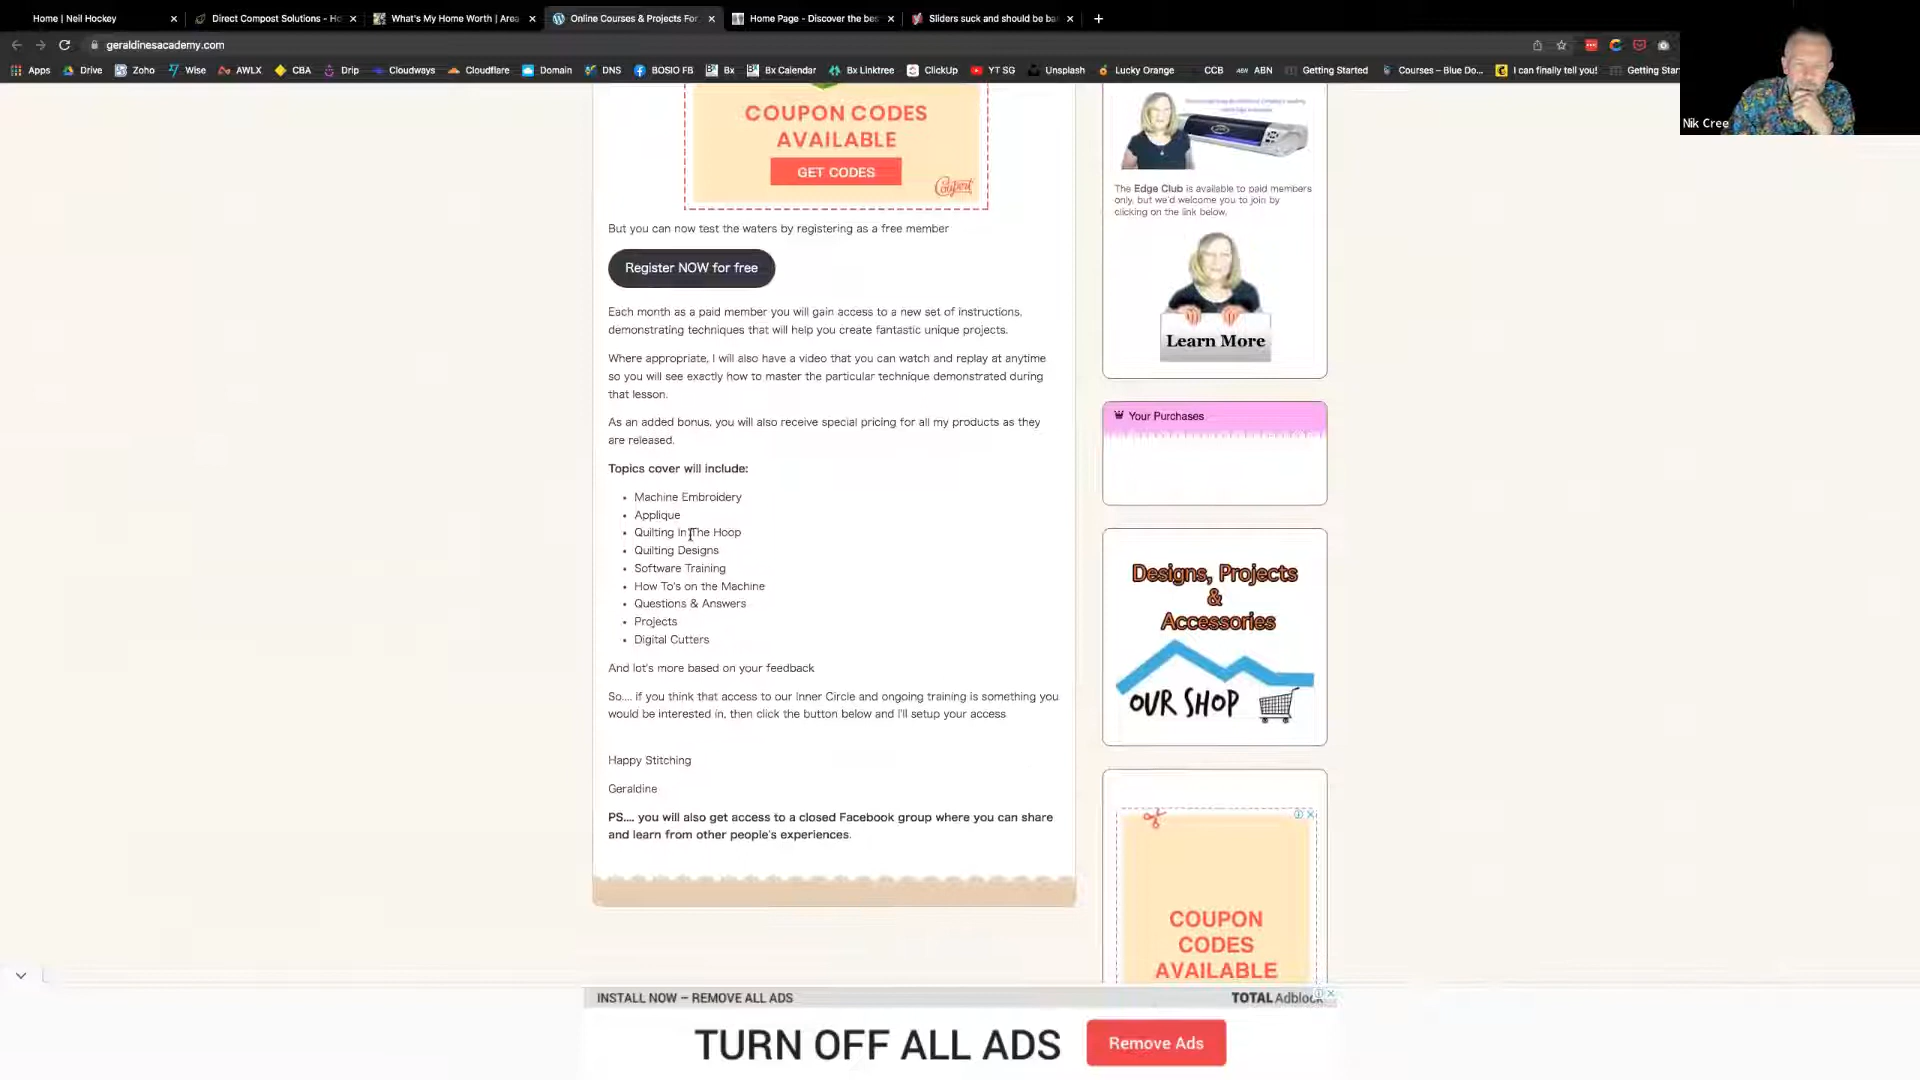 Home | Neil Hockey
Direct Compost Solutions - Ho
What's My Home Worth | Area
Online Courses & Projects For
Home Page - Discover the bes
Sliders suck and should be ba
geraldinesacademy.com
Apps Drive Zoho Wise AWLX CBA Drip Cloudways Cloudflare Domain DNS BOSIO FB Bx Bx Calendar Bx Linktree ClickUp YT SG Unsplash Lucky Orange CCB ABN Getting Started Courses – Blue Do... I can finally tell you! Getting Star
Nik Cree
COUPON CODES
AVAILABLE
GET CODES
Coupert
But you can now test the waters by registering as a free member
Register NOW for free
Each month as a paid member you will gain access to a new set of instructions,
demonstrating techniques that will help you create fantastic unique projects.
Where appropriate, I will also have a video that you can watch and replay at anytime
so you will see exactly how to master the particular technique demonstrated during
that lesson.
As an added bonus, you will also receive special pricing for all my products as they
are released.
Topics cover will include:
Machine Embroidery
Applique
Quilting In The Hoop
Quilting Designs
Software Training
How To's on the Machine
Questions & Answers
Projects
Digital Cutters
And lot's more based on your feedback
So.... if you think that access to our Inner Circle and ongoing training is something you
would be interested in, then click the button below and I'll setup your access
Happy Stitching
Geraldine
PS.... you will also get access to a closed Facebook group where you can share
and learn from other people's experiences.
The Edge Club is available to paid members
only, but we'd welcome you to join by
clicking on the link below.
Learn More
Your Purchases
Designs, Projects
&
Accessories
OUR SHOP
COUPON
CODES
AVAILABLE
INSTALL NOW – REMOVE ALL ADS
TOTAL Adblock
TURN OFF ALL ADS
Remove Ads